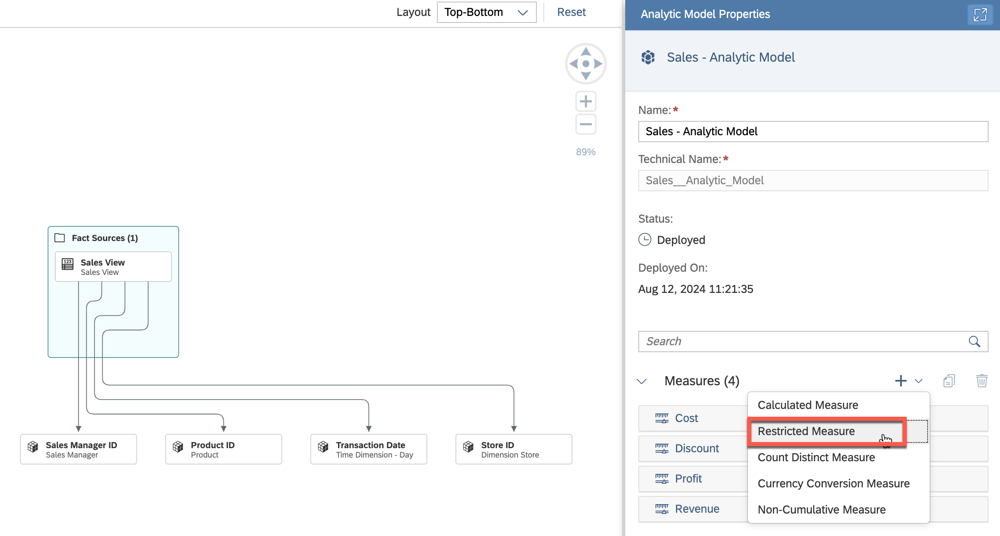 Layout Top-Bottom Reset
89%
Fact Sources (1)
123
Sales View
Sales View
Sales Manager ID
Sales Manager
Product ID
Product
Transaction Date
Time Dimension - Day
Store ID
Dimension Store
Analytic Model Properties
Sales - Analytic Model
Name:*
Sales - Analytic Model
Technical Name:*
Sales__Analytic_Model
Status:
Deployed
Deployed On:
Aug 12, 2024 11:21:35
Search
Measures (4)
Cost
Discount
Profit
Revenue
Calculated Measure
Restricted Measure
Count Distinct Measure
Currency Conversion Measure
Non-Cumulative Measure